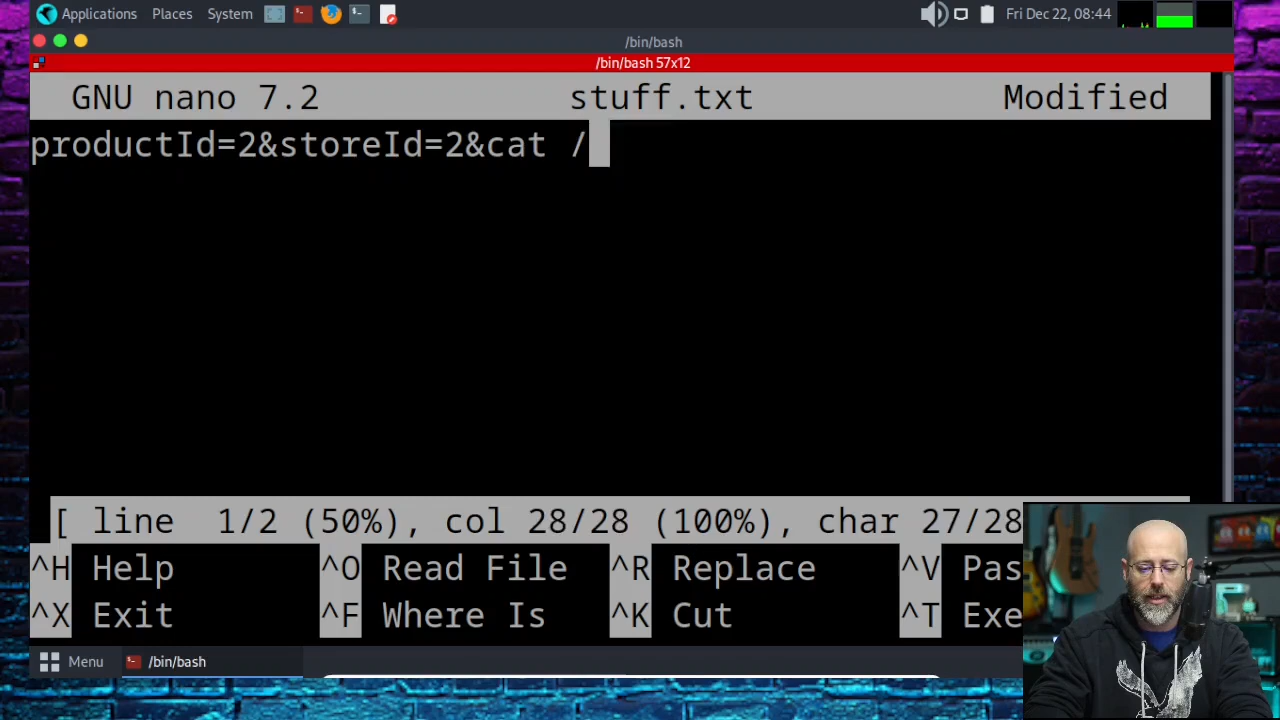 Applications Places System Fri Dec 22, 08:44
/bin/bash
/bin/bash 57x12
GNU nano 7.2 stuff.txt Modified
productId=2&storeId=2&cat /
[ line 1/2 (50%), col 28/28 (100%), char 27/28
^H Help ^O Read File ^R Replace ^V Pas
^X Exit ^F Where Is ^K Cut ^T Exe
Menu /bin/bash